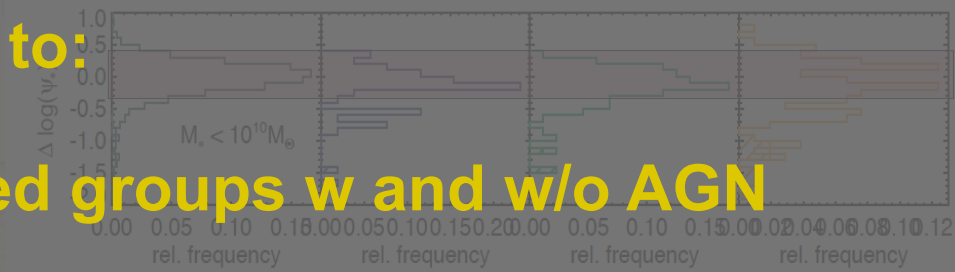 to:
1.0
0.5
0.0
-0.5
-1.0
Δ log(ψ
M* < 10¹⁰M
ed groups w and w/o AGN
0.00 0.05 0.10 0.15 0.00 0.05 0.10 0.15 0.20 0.00 0.05 0.10 0.15 0.00 0.02 0.04 0.06 0.08 0.10 0.12
rel. frequency rel. frequency rel. frequency rel. frequency